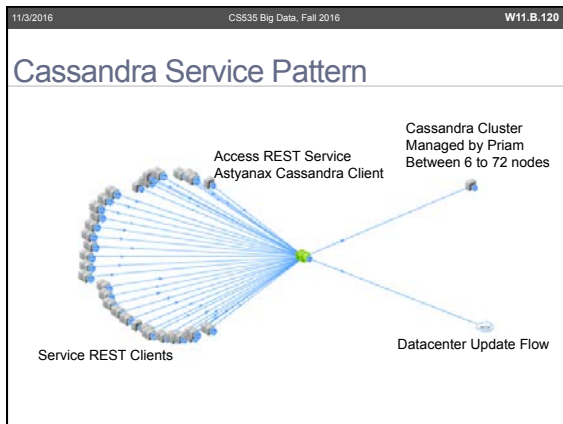 11/3/2016
CS535 Big Data, Fall 2016
W11.B.120
Cassandra Service Pattern
Cassandra Cluster
Managed by Priam
Between 6 to 72 nodes
Access REST Service
Astyanax Cassandra Client
Service REST Clients
Datacenter Update Flow